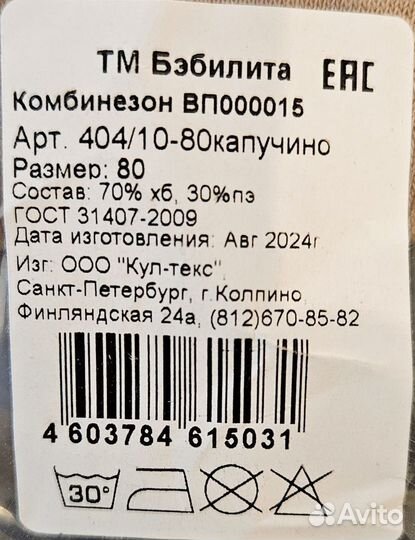 ТМ Бэбилита
ЕАС
Комбинезон ВП000015
Арт. 404/10-80капучино
Размер: 80
Состав: 70% хб, 30%пэ
ГОСТ 31407-2009
Дата изготовления: Авг 2024г.
Изг: ООО "Кул-текс",
Санкт-Петербург, г.Колпино,
Финляндская 24а, (812)670-85-82
4 603784 615031
30°
Avito